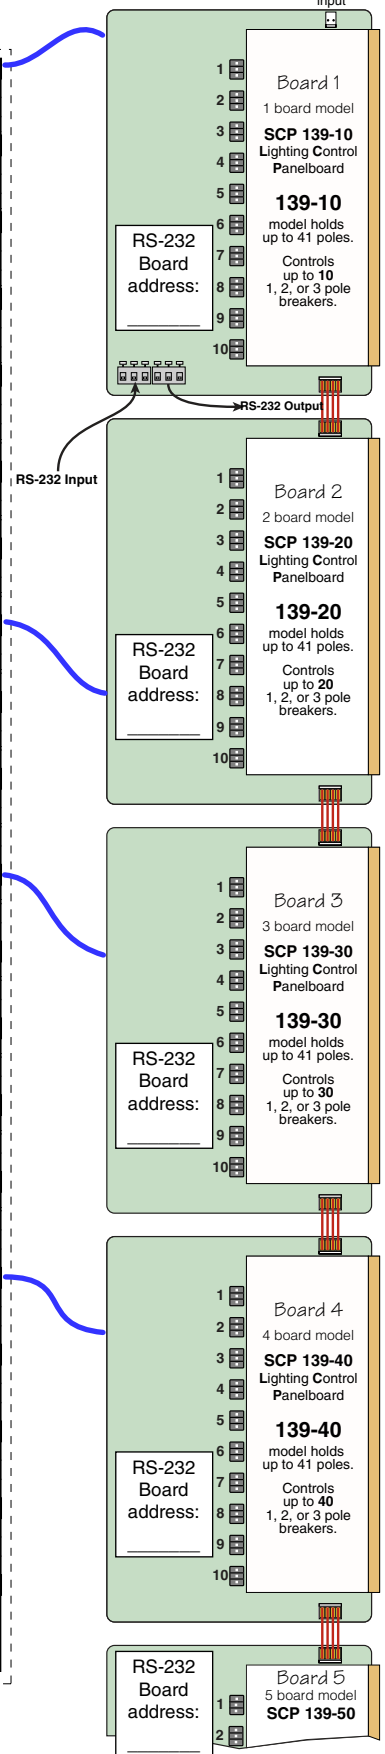 Input
1
2
3
4
5
6
7
8
9
10
Board 1
1 board model
SCP 139-10
Lighting Control
Panelboard
139-10
model holds
up to 41 poles.
Controls
up to 10
1, 2, or 3 pole
breakers.
RS-232
Board
address:
RS-232 Output
RS-232 Input
1
2
3
4
5
6
7
8
9
10
Board 2
2 board model
SCP 139-20
Lighting Control
Panelboard
139-20
model holds
up to 41 poles.
Controls
up to 20
1, 2, or 3 pole
breakers.
RS-232
Board
address:
1
2
3
4
5
6
7
8
9
10
Board 3
3 board model
SCP 139-30
Lighting Control
Panelboard
139-30
model holds
up to 41 poles.
Controls
up to 30
1, 2, or 3 pole
breakers.
RS-232
Board
address:
1
2
3
4
5
6
7
8
9
10
Board 4
4 board model
SCP 139-40
Lighting Control
Panelboard
139-40
model holds
up to 41 poles.
Controls
up to 40
1, 2, or 3 pole
breakers.
RS-232
Board
address:
RS-232
Board
address:
1
2
Board 5
5 board model
SCP 139-50